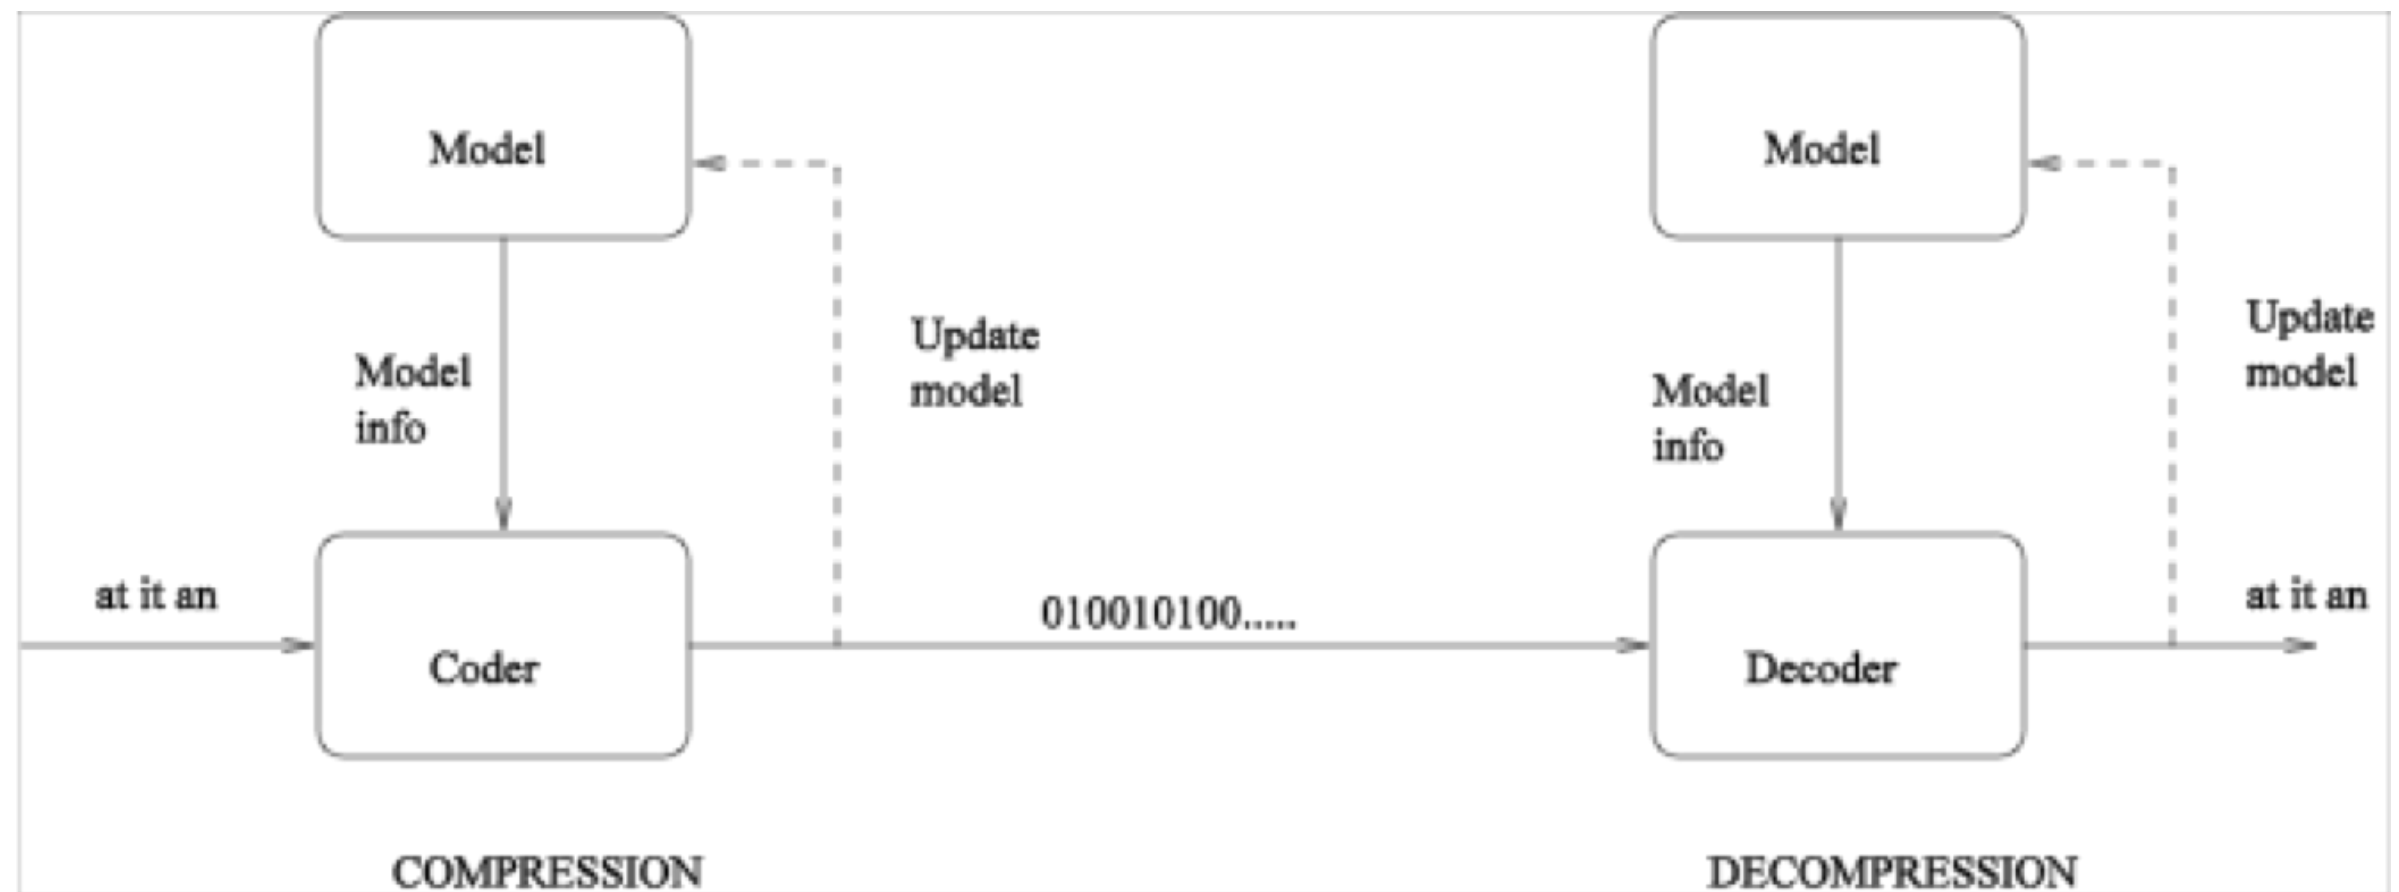 Model
Model
Update
model
Update
model
Model
info
Model
info
at it an
010010100.....
at it an
Coder
Decoder
COMPRESSION
DECOMPRESSION